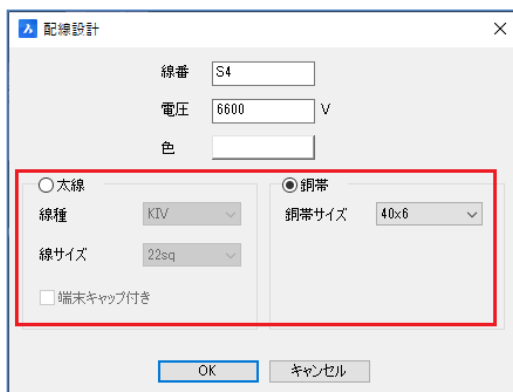 配線設計
線番 S4
電圧 6600 V
色
太線 銅帯
線種 KIV 銅帯サイズ 40x6
線サイズ 22sq
端末キャップ付き
OK キャンセル